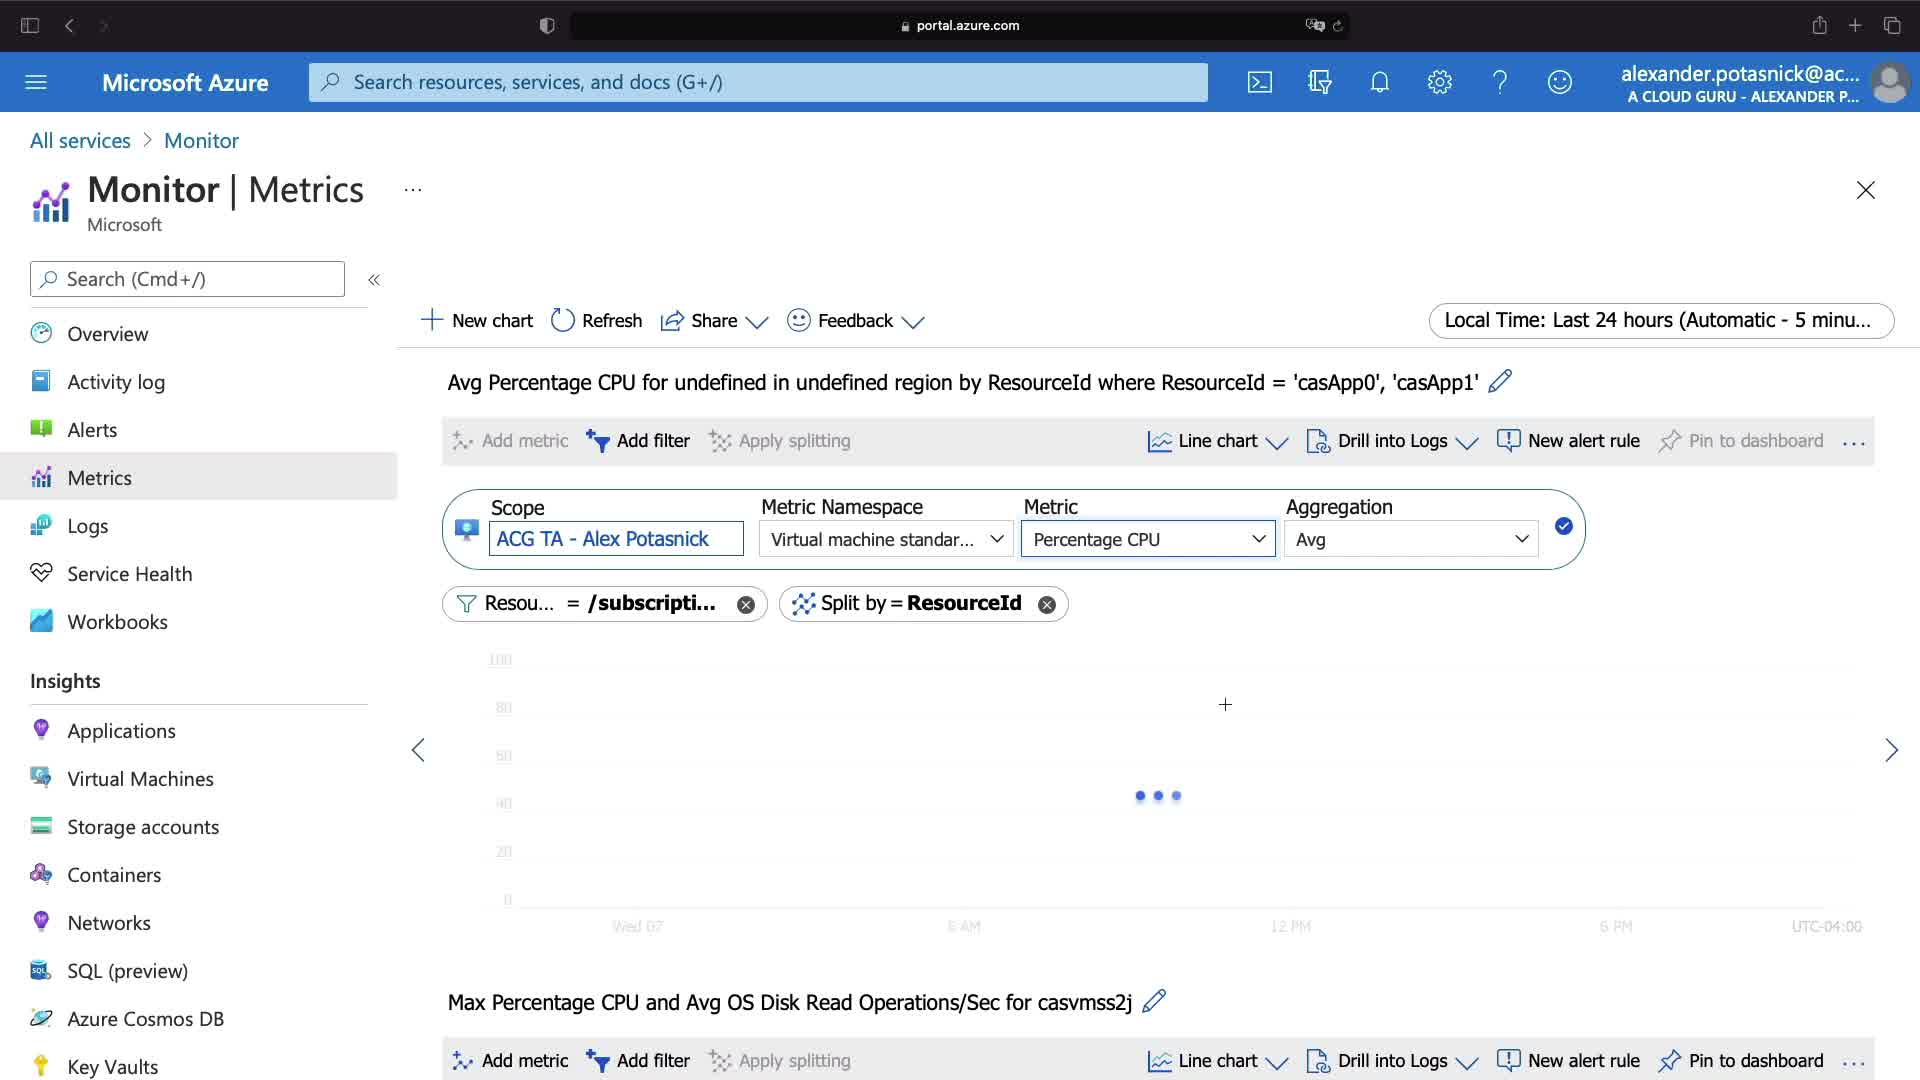 portal.azure.com
Microsoft Azure
Search resources, services, and docs (G+/)
alexander.potasnick@ac...
A CLOUD GURU - ALEXANDER P...
All services > Monitor
Monitor | Metrics ...
Microsoft
Search (Cmd+/)
«
Overview
Activity log
Alerts
Metrics
Logs
Service Health
Workbooks
Insights
Applications
Virtual Machines
Storage accounts
Containers
Networks
SQL (preview)
Azure Cosmos DB
Key Vaults
New chart Refresh Share Feedback
Local Time: Last 24 hours (Automatic - 5 minu...
Avg Percentage CPU for undefined in undefined region by ResourceId where ResourceId = 'casApp0', 'casApp1'
Add metric Add filter Apply splitting Line chart Drill into Logs New alert rule Pin to dashboard ...
Scope Metric Namespace Metric Aggregation
ACG TA - Alex Potasnick Virtual machine standar... Percentage CPU Avg
Resou... = /subscripti... Split by = ResourceId
100
80
60
40
20
0
Wed 07 6 AM 12 PM 6 PM UTC-04:00
Max Percentage CPU and Avg OS Disk Read Operations/Sec for casvmss2j
Add metric Add filter Apply splitting Line chart Drill into Logs New alert rule Pin to dashboard ...